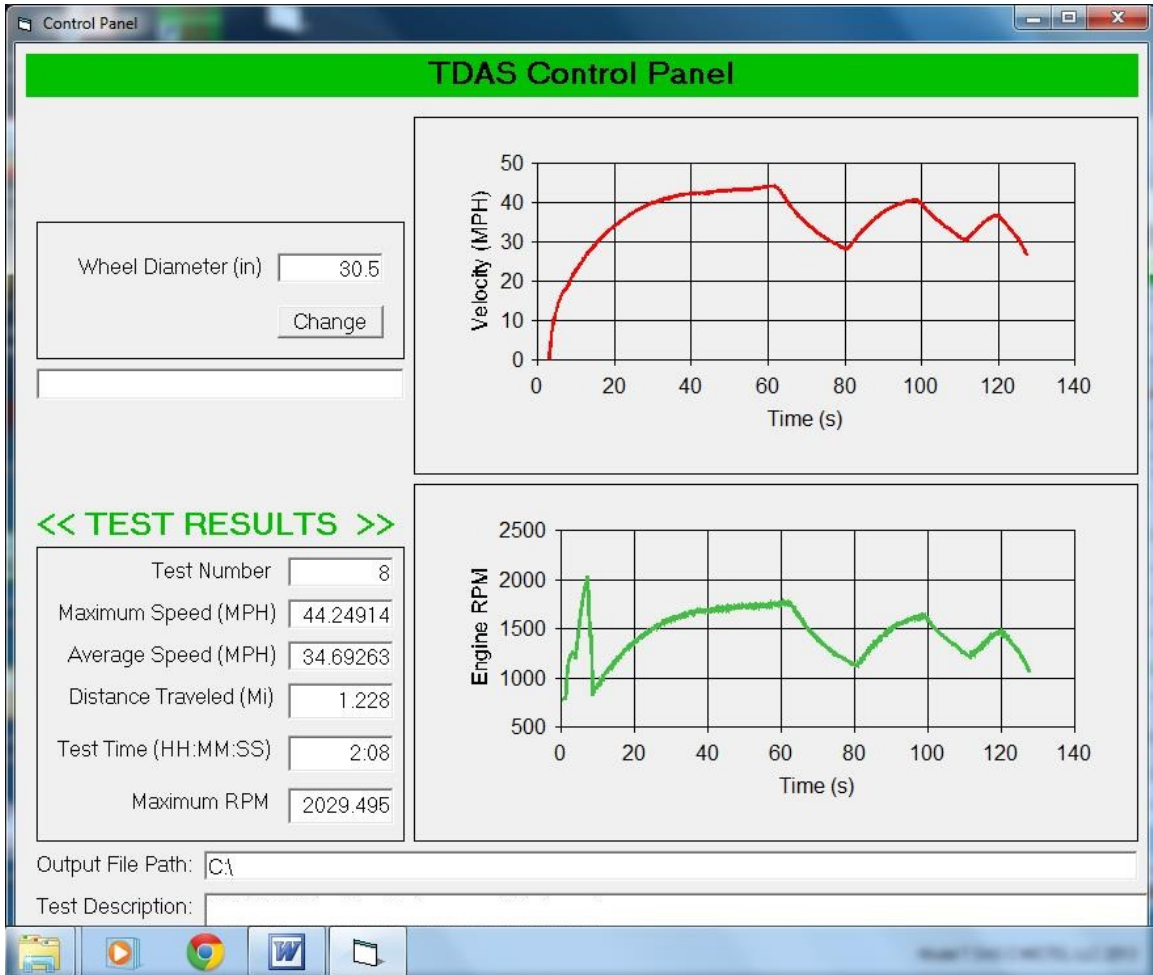 Control Panel
TDAS Control Panel
Wheel Diameter (in) 30.5
Change
50
40
30
20
10
0
Velocity (MPH)
0 20 40 60 80 100 120 140
Time (s)
<< TEST RESULTS >>
Test Number 8
Maximum Speed (MPH) 44.24914
Average Speed (MPH) 34.69263
Distance Traveled (Mi) 1.228
Test Time (HH:MM:SS) 2:08
Maximum RPM 2029.495
2500
2000
1500
1000
500
Engine RPM
0 20 40 60 80 100 120 140
Time (s)
Output File Path: C:\
Test Description:
W